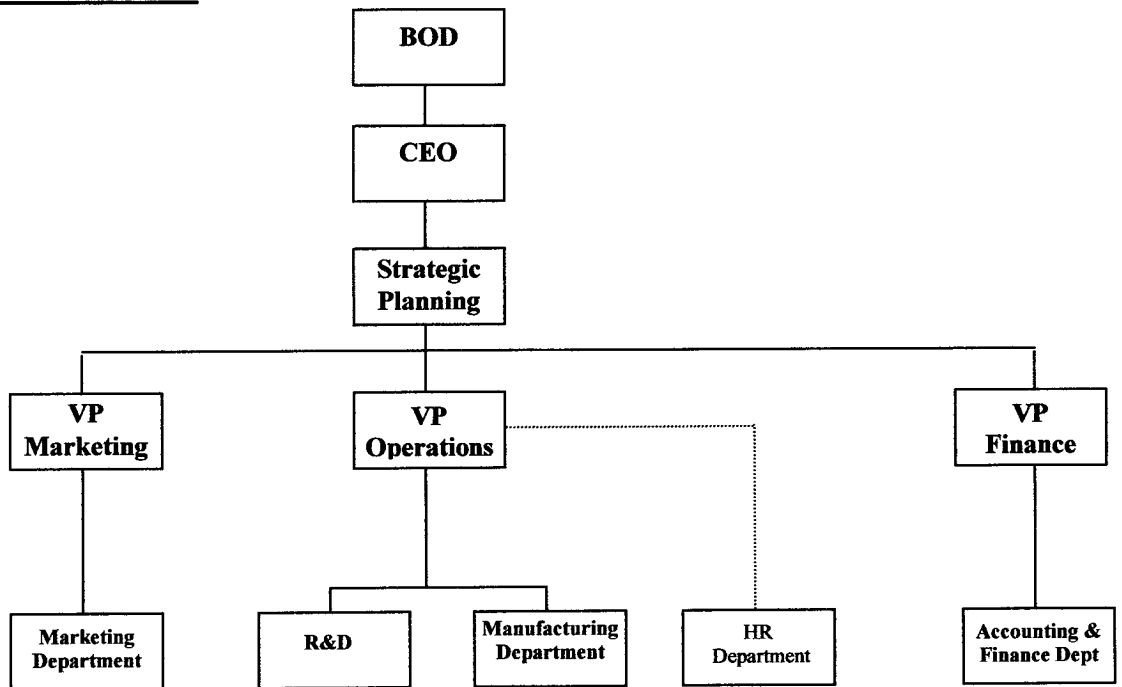 BOD
CEO
Strategic
Planning
VP
Marketing
VP
Operations
VP
Finance
Marketing
Department
R&D
Manufacturing
Department
HR
Department
Accounting &
Finance Dept